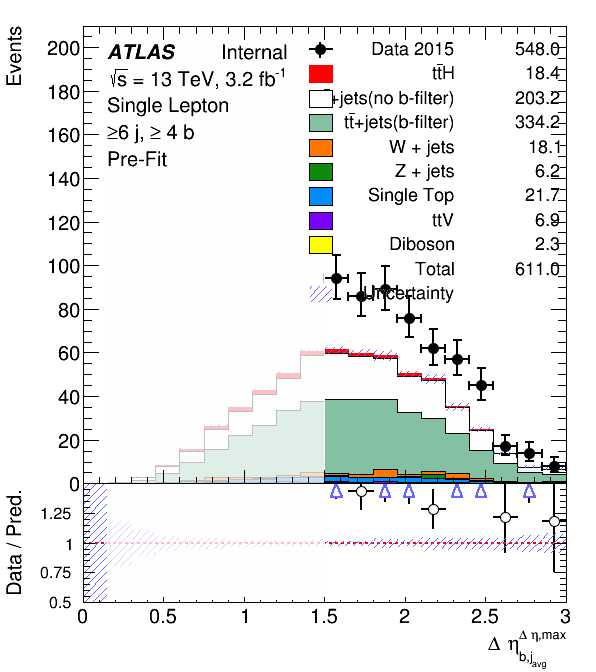 Events
200
180
160
140
120
100
80
60
40
20
0
ATLAS Internal
√s = 13 TeV, 3.2 fb-1
Single Lepton
≥6 j, ≥ 4 b
Pre-Fit
Data 2015 548.0
tt̄H 18.4
+jets(no b-filter) 203.2
tt̄+jets(b-filter) 334.2
W + jets 18.1
Z + jets 6.2
Single Top 21.7
ttV 6.9
Diboson 2.3
Total 611.0
Uncertainty
Data / Pred.
1.25
1
0.75
0.5
0 0.5 1 1.5 2 2.5 3
Δ η Δ η,max b,javg